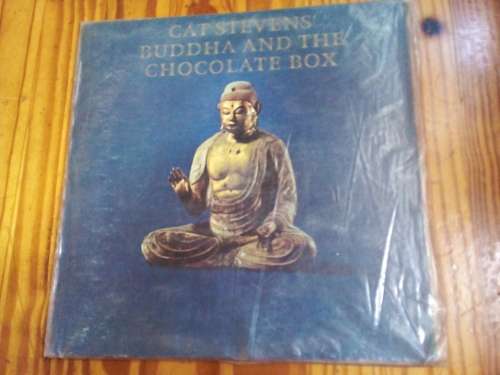 CAT STEVENS'
BUDDHA AND THE
CHOCOLATE BOX